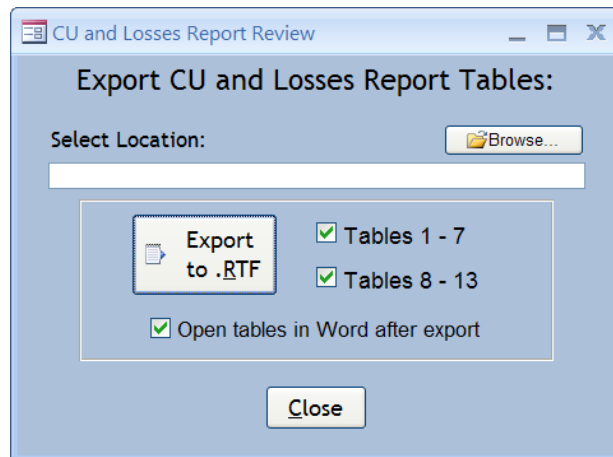 CU and Losses Report Review
Export CU and Losses Report Tables:
Select Location:
Browse...
Export
to .RTF
Tables 1 - 7
Tables 8 - 13
Open tables in Word after export
Close